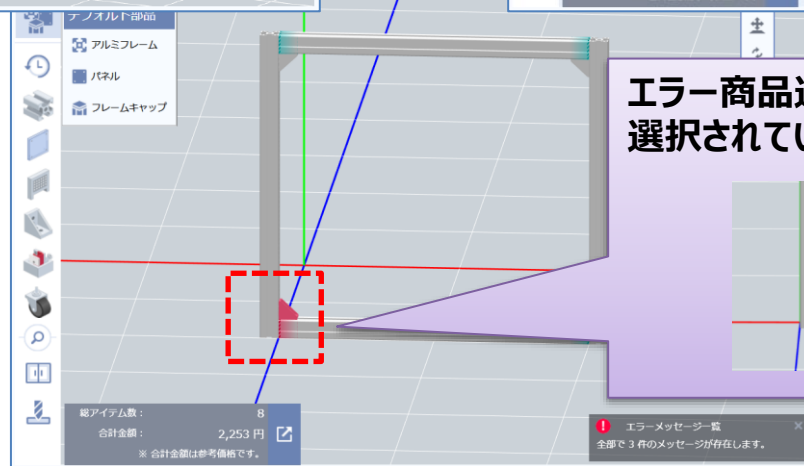 デフォルト部品
アルミフレーム
パネル
フレームキャップ
エラー商品
選択されてい
総アイテム数： 8
合計金額： 2,253 円
※ 合計金額は参考価格です。
エラーメッセージ一覧
全部で 3 件のメッセージが存在します。